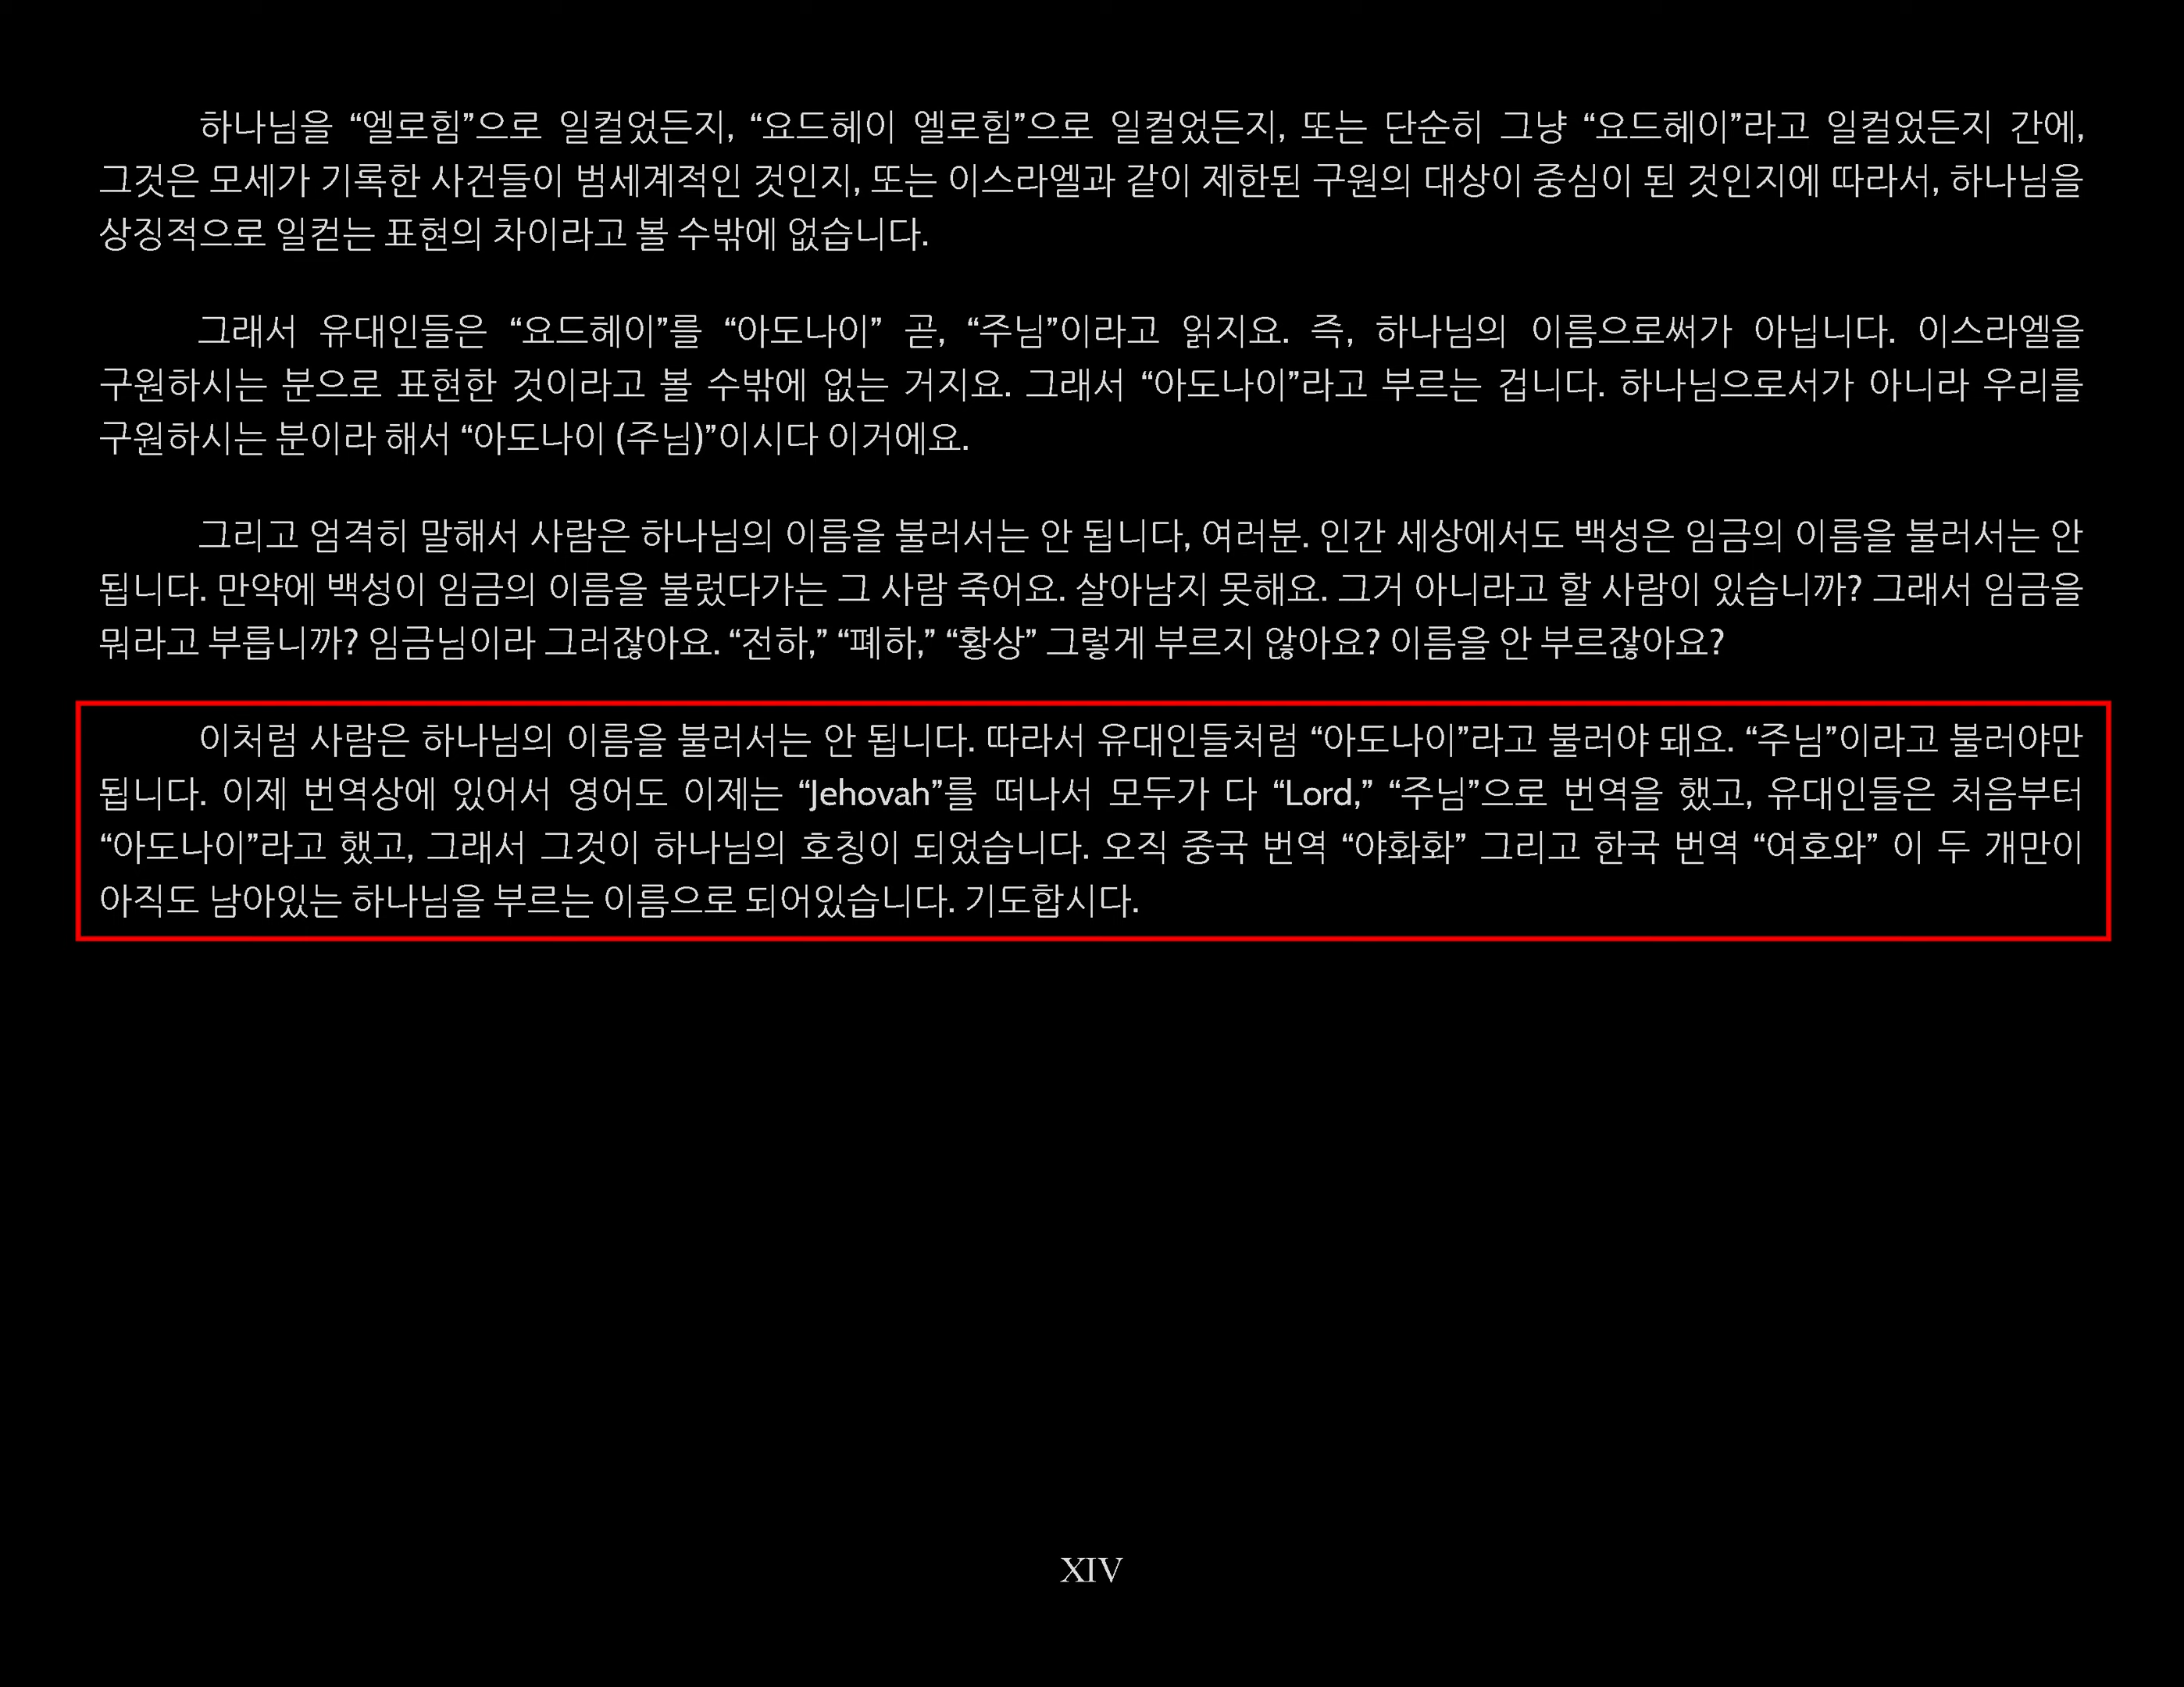 하나님을 “엘로힘”으로 일컬었든지, “요드헤이 엘로힘”으로 일컬었든지, 또는 단순히 그냥 “요드헤이”라고 일컬었든지 간에,
그것은 모세가 기록한 사건들이 범세계적인 것인지, 또는 이스라엘과 같이 제한된 구원의 대상이 중심이 된 것인지에 따라서, 하나님을
상징적으로 일컫는 표현의 차이라고 볼 수밖에 없습니다.
그래서 유대인들은 “요드헤이”를 “아도나이” 곧, “주님”이라고 읽지요. 즉, 하나님의 이름으로써가 아닙니다. 이스라엘을
구원하시는 분으로 표현한 것이라고 볼 수밖에 없는 거지요. 그래서 “아도나이”라고 부르는 겁니다. 하나님으로서가 아니라 우리를
구원하시는 분이라 해서 “아도나이 (주님)”이시다 이거에요.
그리고 엄격히 말해서 사람은 하나님의 이름을 불러서는 안 됩니다, 여러분. 인간 세상에서도 백성은 임금의 이름을 불러서는 안
됩니다. 만약에 백성이 임금의 이름을 불렀다가는 그 사람 죽어요. 살아남지 못해요. 그거 아니라고 할 사람이 있습니까? 그래서 임금을
뭐라고 부릅니까? 임금님이라 그러잖아요. “전하,” “폐하,” “황상” 그렇게 부르지 않아요? 이름을 안 부르잖아요?
이처럼 사람은 하나님의 이름을 불러서는 안 됩니다. 따라서 유대인들처럼 “아도나이”라고 불러야 돼요. “주님”이라고 불러야만
됩니다. 이제 번역상에 있어서 영어도 이제는 “Jehovah”를 떠나서 모두가 다 “Lord,” “주님”으로 번역을 했고, 유대인들은 처음부터
“아도나이”라고 했고, 그래서 그것이 하나님의 호칭이 되었습니다. 오직 중국 번역 “야화화” 그리고 한국 번역 “여호와” 이 두 개만이
아직도 남아있는 하나님을 부르는 이름으로 되어있습니다. 기도합시다.
XIV